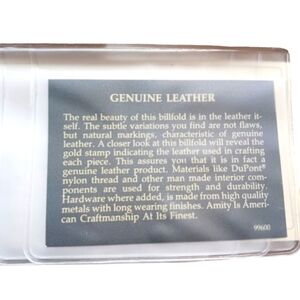 GENUINE LEATHER
The real beauty of this billfold is in the leather it-
self. The subtle variations you find are not flaws,
but natural markings, characteristic of genuine
leather. A closer look at this billfold will reveal the
gold stamp indicating the leather used in crafting
each piece. This assures you that it is in fact a
genuine leather product. Materials like DuPont
nylon thread and other man made interior com-
ponents are used for strength and durability.
Hardware where added, is made from high quality
metals with long wearing finishes. Amity Is Ameri-
can Craftmanship At Its Finest.
99600